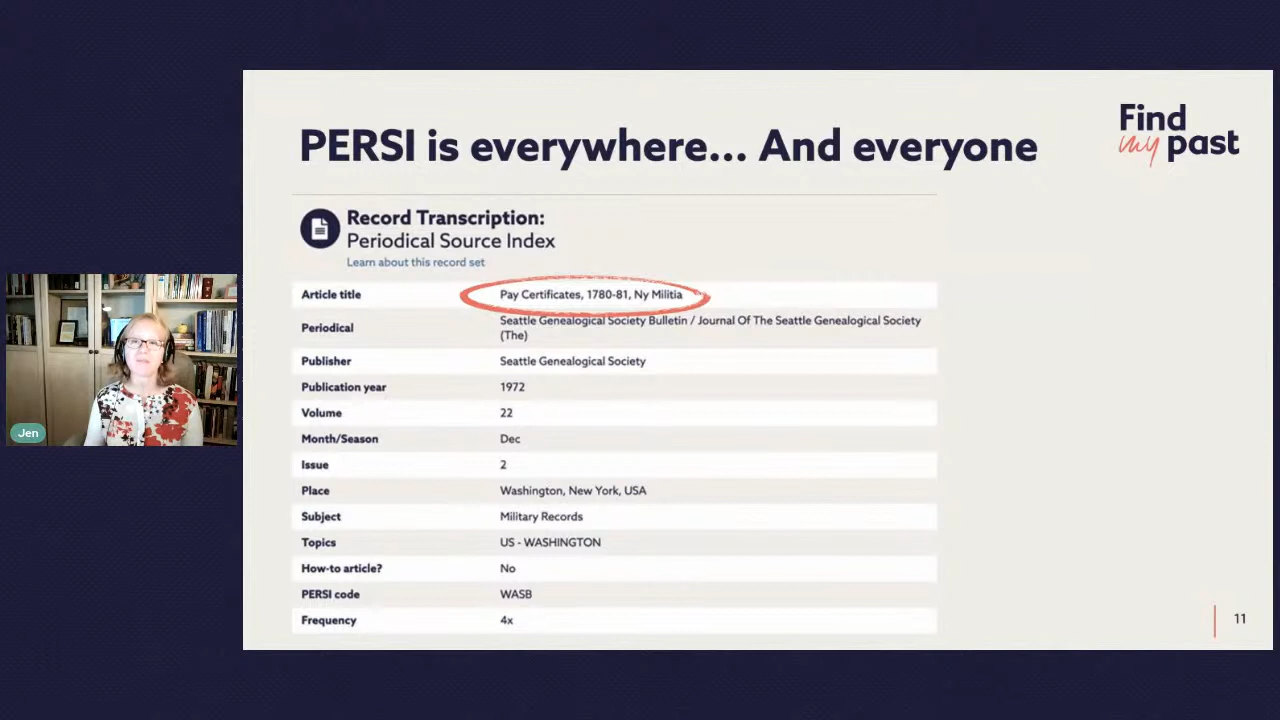 PERSI is everywhere... And everyone
Find
my past
Record Transcription:
Periodical Source Index
Learn about this record set
Article title Pay Certificates, 1780-81, Ny Militia
Periodical Seattle Genealogical Society Bulletin / Journal Of The Seattle Genealogical Society
(The)
Publisher Seattle Genealogical Society
Publication year 1972
Volume 22
Month/Season Dec
Issue 2
Place Washington, New York, USA
Subject Military Records
Topics US - WASHINGTON
How-to article? No
PERSI code WASB
Frequency 4x
Jen
11